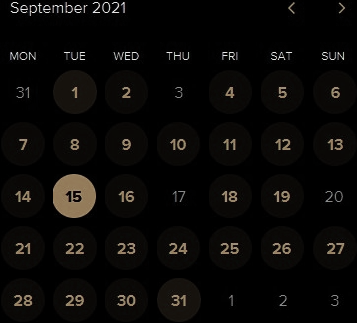 September 2021
MON TUE WED THU FRI SAT SUN
31 1 2 3 4 5 6
7 8 9 10 11 12 13
14 15 16 17 18 19 20
21 22 23 24 25 26 27
28 29 30 31 1 2 3